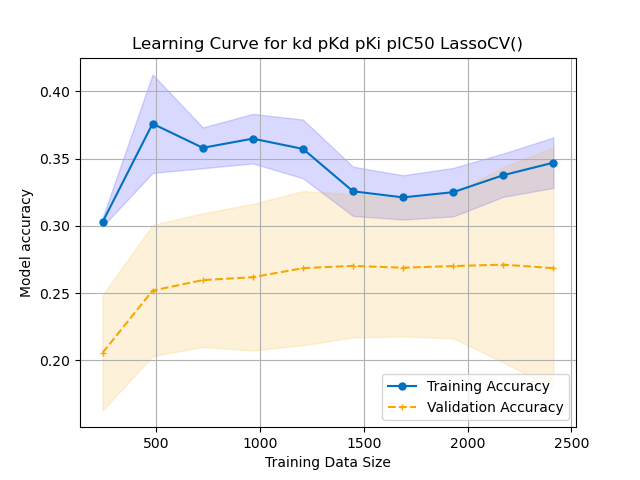 Learning Curve for kd pKd pKi pIC50 LassoCV()
0.40
0.35
0.30
0.25
0.20
Model accuracy
Training Accuracy
Validation Accuracy
500
1000
1500
2000
2500
Training Data Size